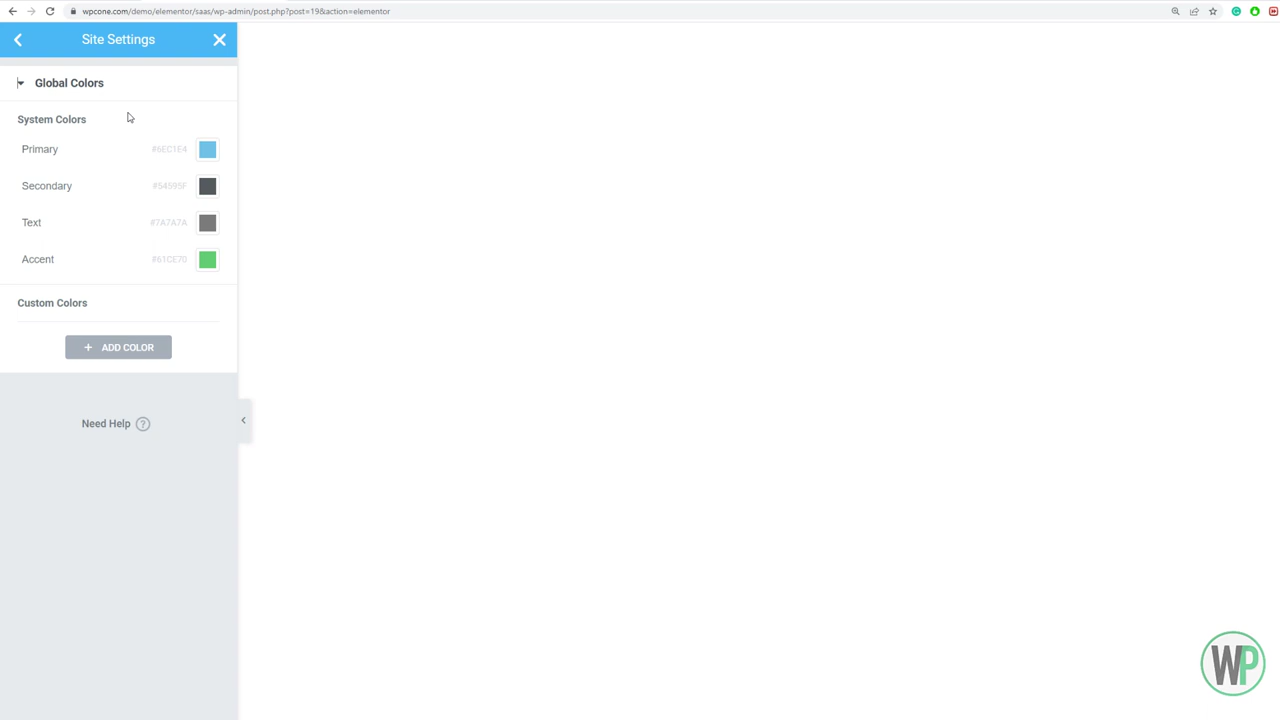 wpcone.com/demo/elementor/saas/wp-admin/post.php?post=19&action=elementor
Site Settings
Global Colors
System Colors
Primary #6EC1E4
Secondary #54595F
Text #7A7A7A
Accent #61CE70
Custom Colors
+ ADD COLOR
Need Help ?
WP